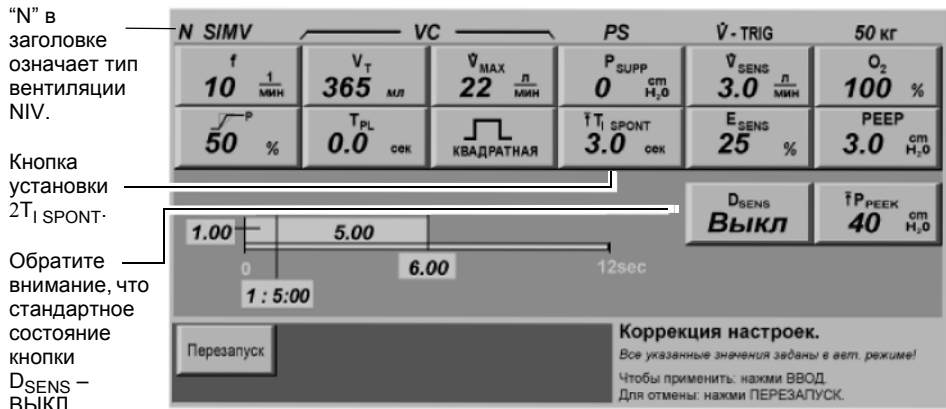 “N” в
заголовке
означает тип
вентиляции
NIV.
Кнопка
установки
2T_I SPONT.
Обратите
внимание, что
стандартное
состояние
кнопки
D_SENS –
ВЫКЛ
N SIMV VC PS V̇ - TRIG 50 кг
f
10 1/мин
V_T
365 мл
V̇_MAX
22 л/мин
P_SUPP
0 cm H₂O
V̇_SENS
3.0 л/мин
O₂
100 %
P
50 %
T_PL
0.0 сек
КВАДРАТНАЯ
T_I SPONT
3.0 сек
E_SENS
25 %
PEEP
3.0 cm H₂O
D_SENS
Выкл
P_PEEK
40 cm H₂O
1.00 5.00
0 6.00 12sec
1 : 5:00
Перезапуск
Коррекция настроек.
Все указанные значения заданы в авт. режиме!
Чтобы применить: нажми ВВОД.
Для отмены: нажми ПЕРЕЗАПУСК.